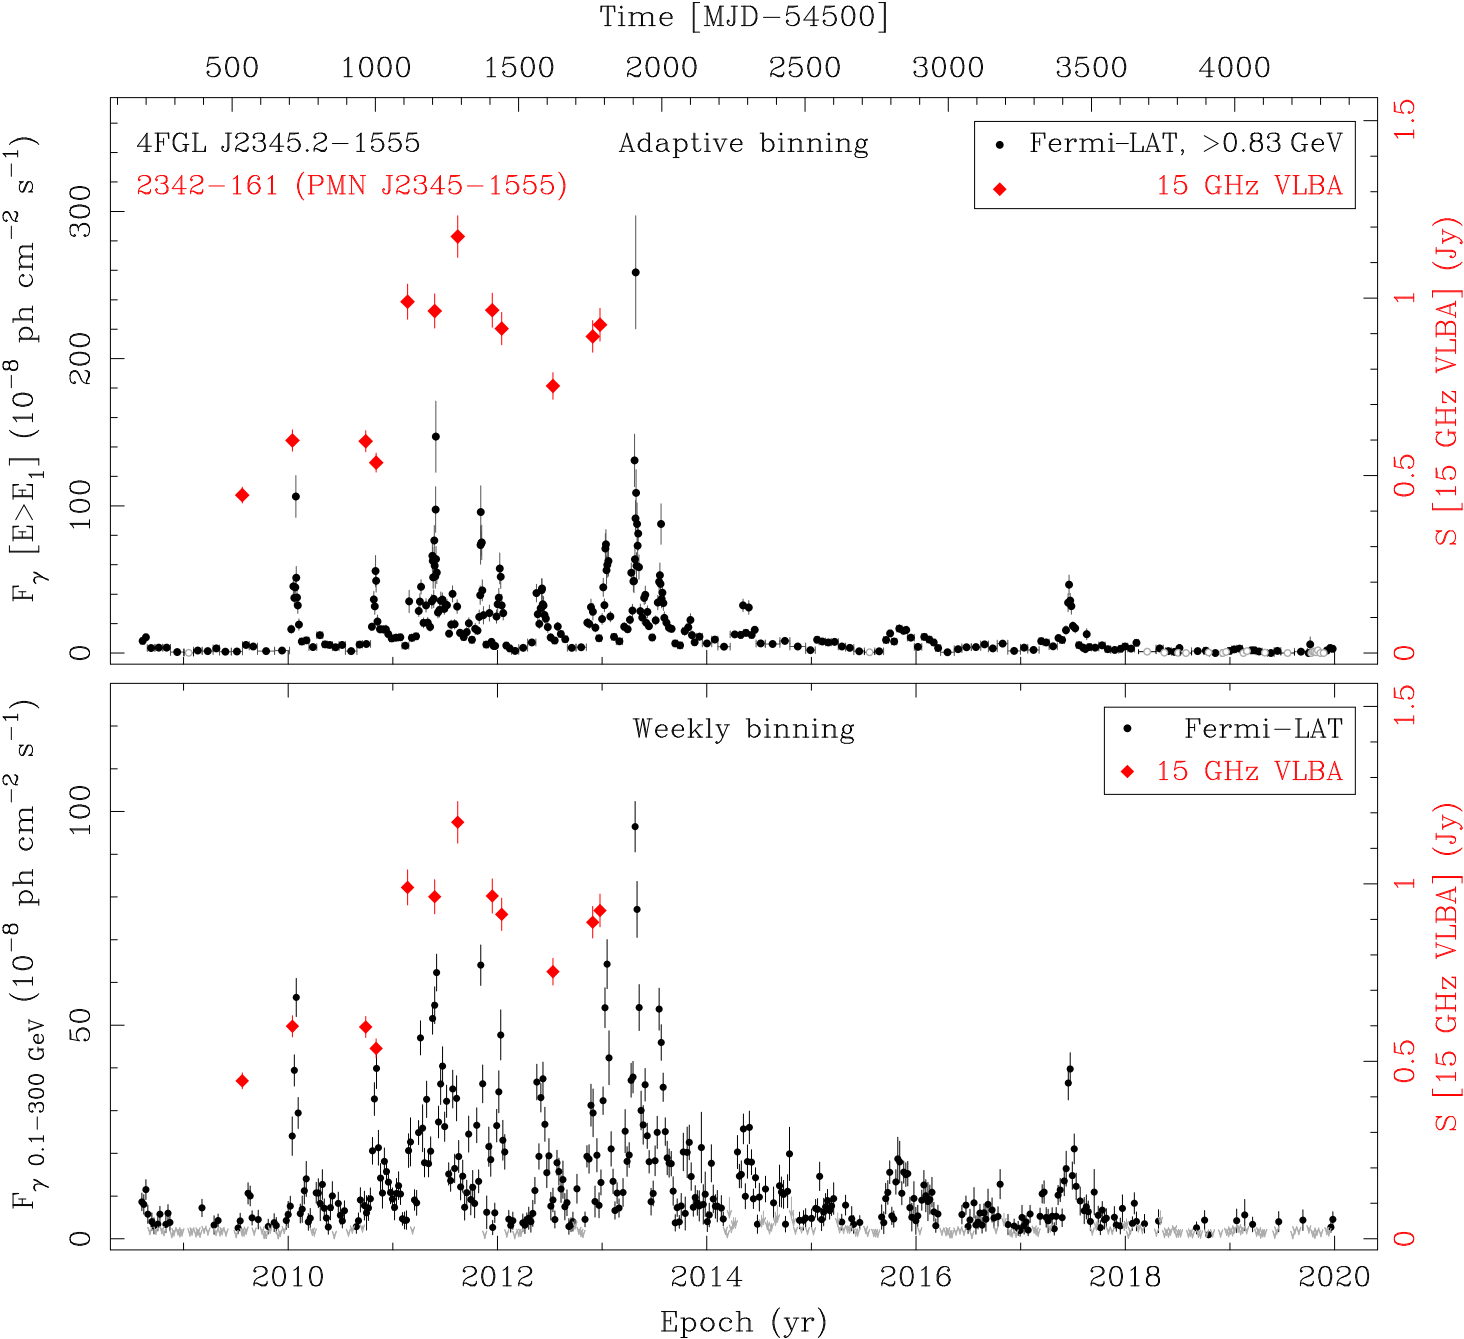 Time [MJD−54500]
500 1000 1500 2000 2500 3000 3500 4000
4FGL J2345.2−1555
2342−161 (PMN J2345−1555)
Adaptive binning
Fermi−LAT, >0.83 GeV
15 GHz VLBA
F_γ [E>E_1] (10^−8 ph cm^−2 s^−1)
300
200
100
0
S [15 GHz VLBA] (Jy)
1.5
1
0.5
0
Weekly binning
Fermi−LAT
15 GHz VLBA
F_γ 0.1−300 GeV (10^−8 ph cm^−2 s^−1)
100
50
0
S [15 GHz VLBA] (Jy)
1.5
1
0.5
0
2010 2012 2014 2016 2018 2020
Epoch (yr)